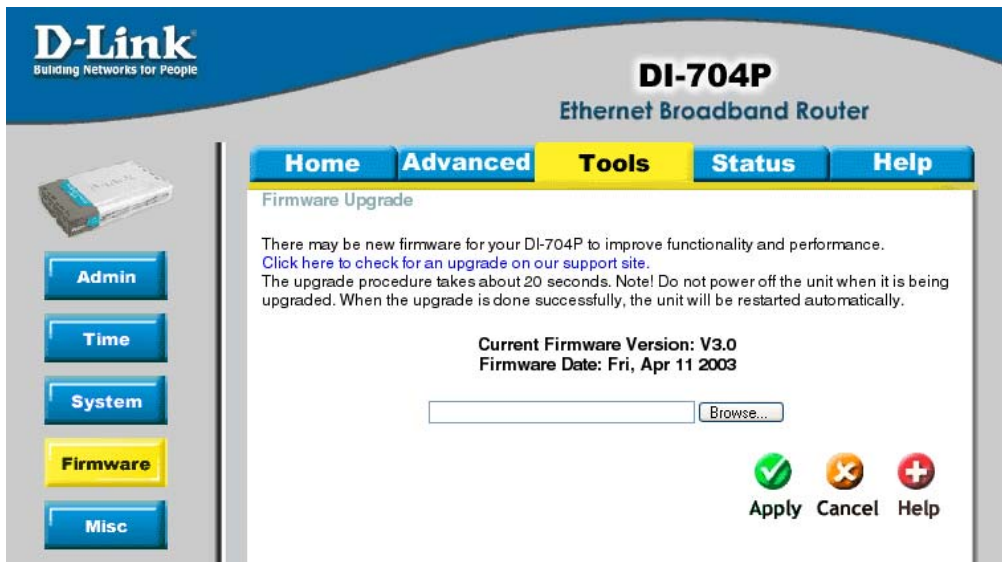 D-Link
Building Networks for People
DI-704P
Ethernet Broadband Router
Home
Advanced
Tools
Status
Help
Admin
Time
System
Firmware
Misc
Firmware Upgrade
There may be new firmware for your DI-704P to improve functionality and performance.
Click here to check for an upgrade on our support site.
The upgrade procedure takes about 20 seconds. Note! Do not power off the unit when it is being
upgraded. When the upgrade is done successfully, the unit will be restarted automatically.
Current Firmware Version: V3.0
Firmware Date: Fri, Apr 11 2003
Browse...
Apply
Cancel
Help